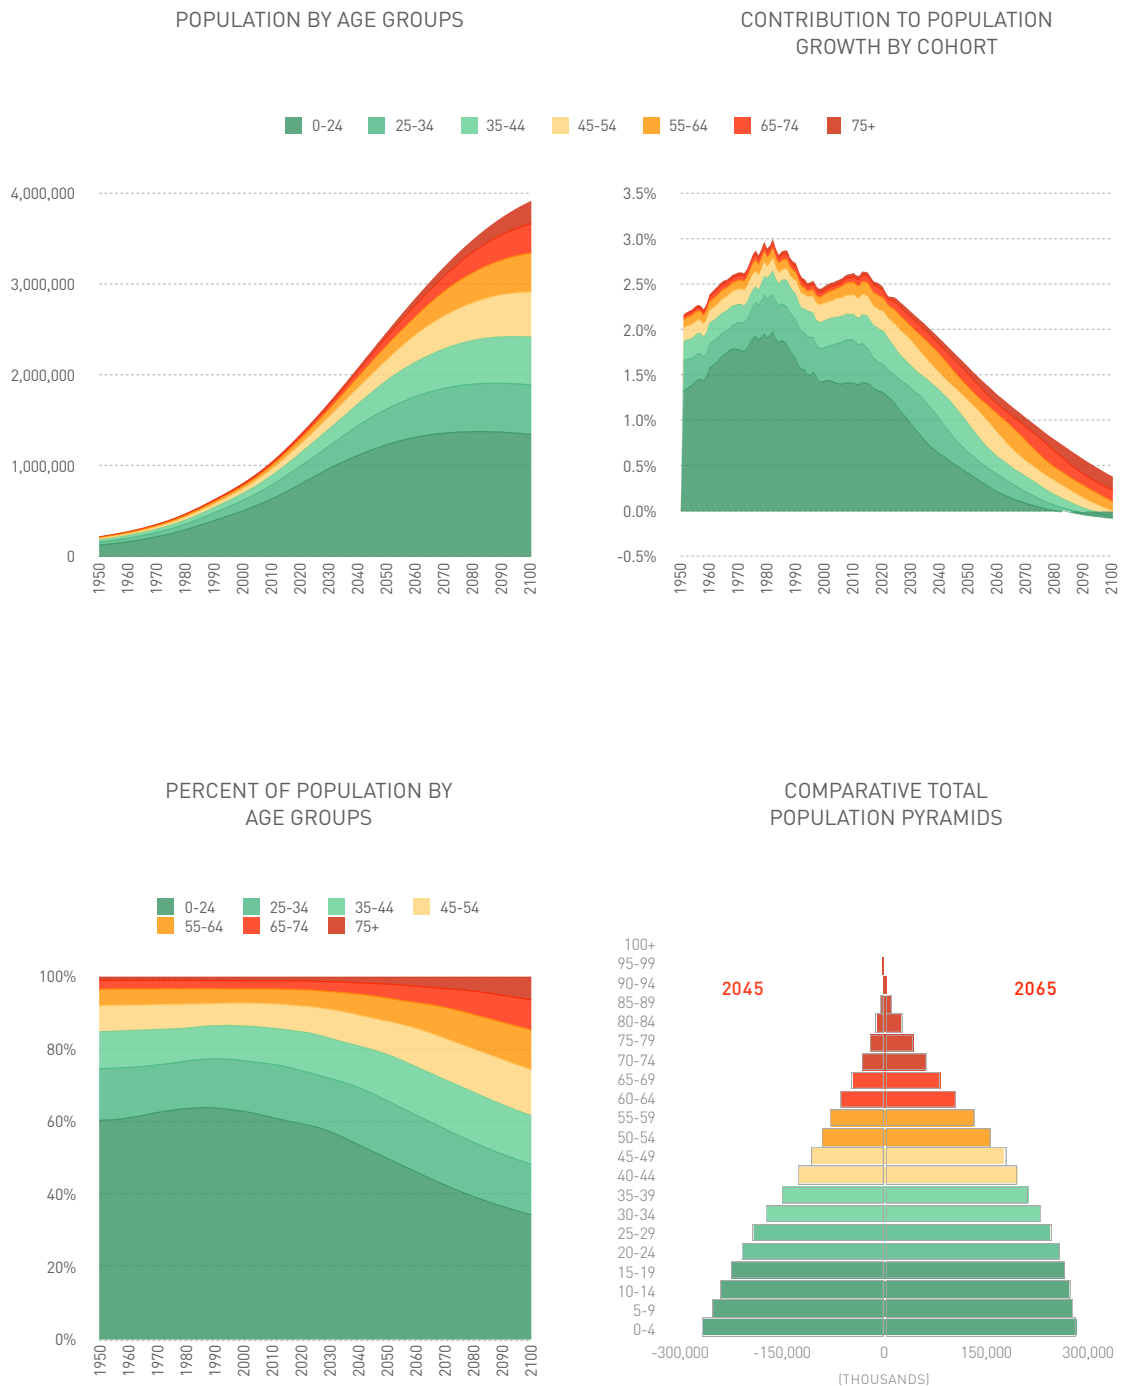 POPULATION BY AGE GROUPS
CONTRIBUTION TO POPULATION
GROWTH BY COHORT
0-24 25-34 35-44 45-54 55-64 65-74 75+
4,000,000
3,000,000
2,000,000
1,000,000
0
1950 1960 1970 1980 1990 2000 2010 2020 2030 2040 2050 2060 2070 2080 2090 2100
3.5%
3.0%
2.5%
2.0%
1.5%
1.0%
0.5%
0.0%
-0.5%
1950 1960 1970 1980 1990 2000 2010 2020 2030 2040 2050 2060 2070 2080 2090 2100
PERCENT OF POPULATION BY
AGE GROUPS
0-24 25-34 35-44 45-54
55-64 65-74 75+
100%
80%
60%
40%
20%
0%
1950 1960 1970 1980 1990 2000 2010 2020 2030 2040 2050 2060 2070 2080 2090 2100
COMPARATIVE TOTAL
POPULATION PYRAMIDS
2045 2065
100+
95-99
90-94
85-89
80-84
75-79
70-74
65-69
60-64
55-59
50-54
45-49
40-44
35-39
30-34
25-29
20-24
15-19
10-14
5-9
0-4
-300,000 -150,000 0 150,000 300,000
(THOUSANDS)